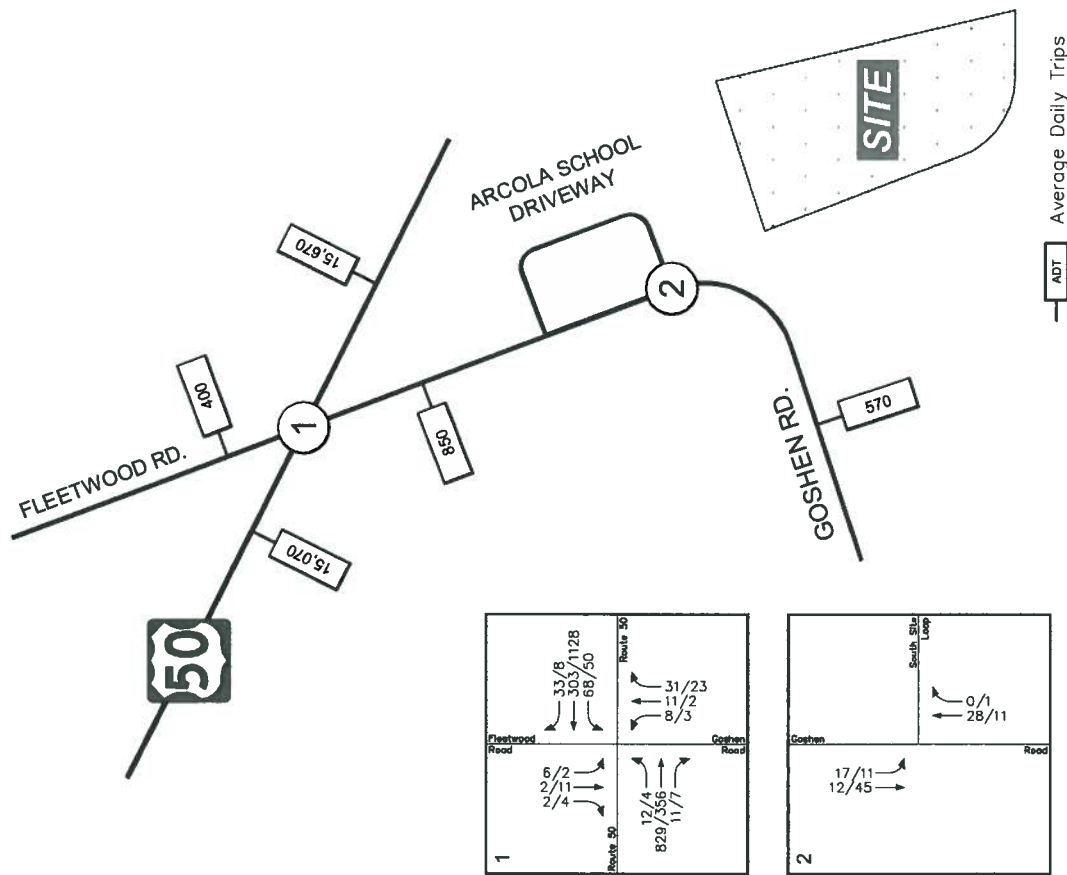 FLEETWOOD RD.
400
15,670
ARCOLA SCHOOL
DRIVEWAY
SITE
1
50
15,070
850
2
GOSHEN RD.
570
ADT
Average Daily Trips
1
Fleetwood
Road
33/8
303/1128
68/50
Route 50
6/2
2/11
2/4
31/23
11/2
8/3
Route 50
12/4
829/356
11/7
Goshen
Road
2
Goshen
South Site
Loop
17/11
12/45
0/1
28/11
Road